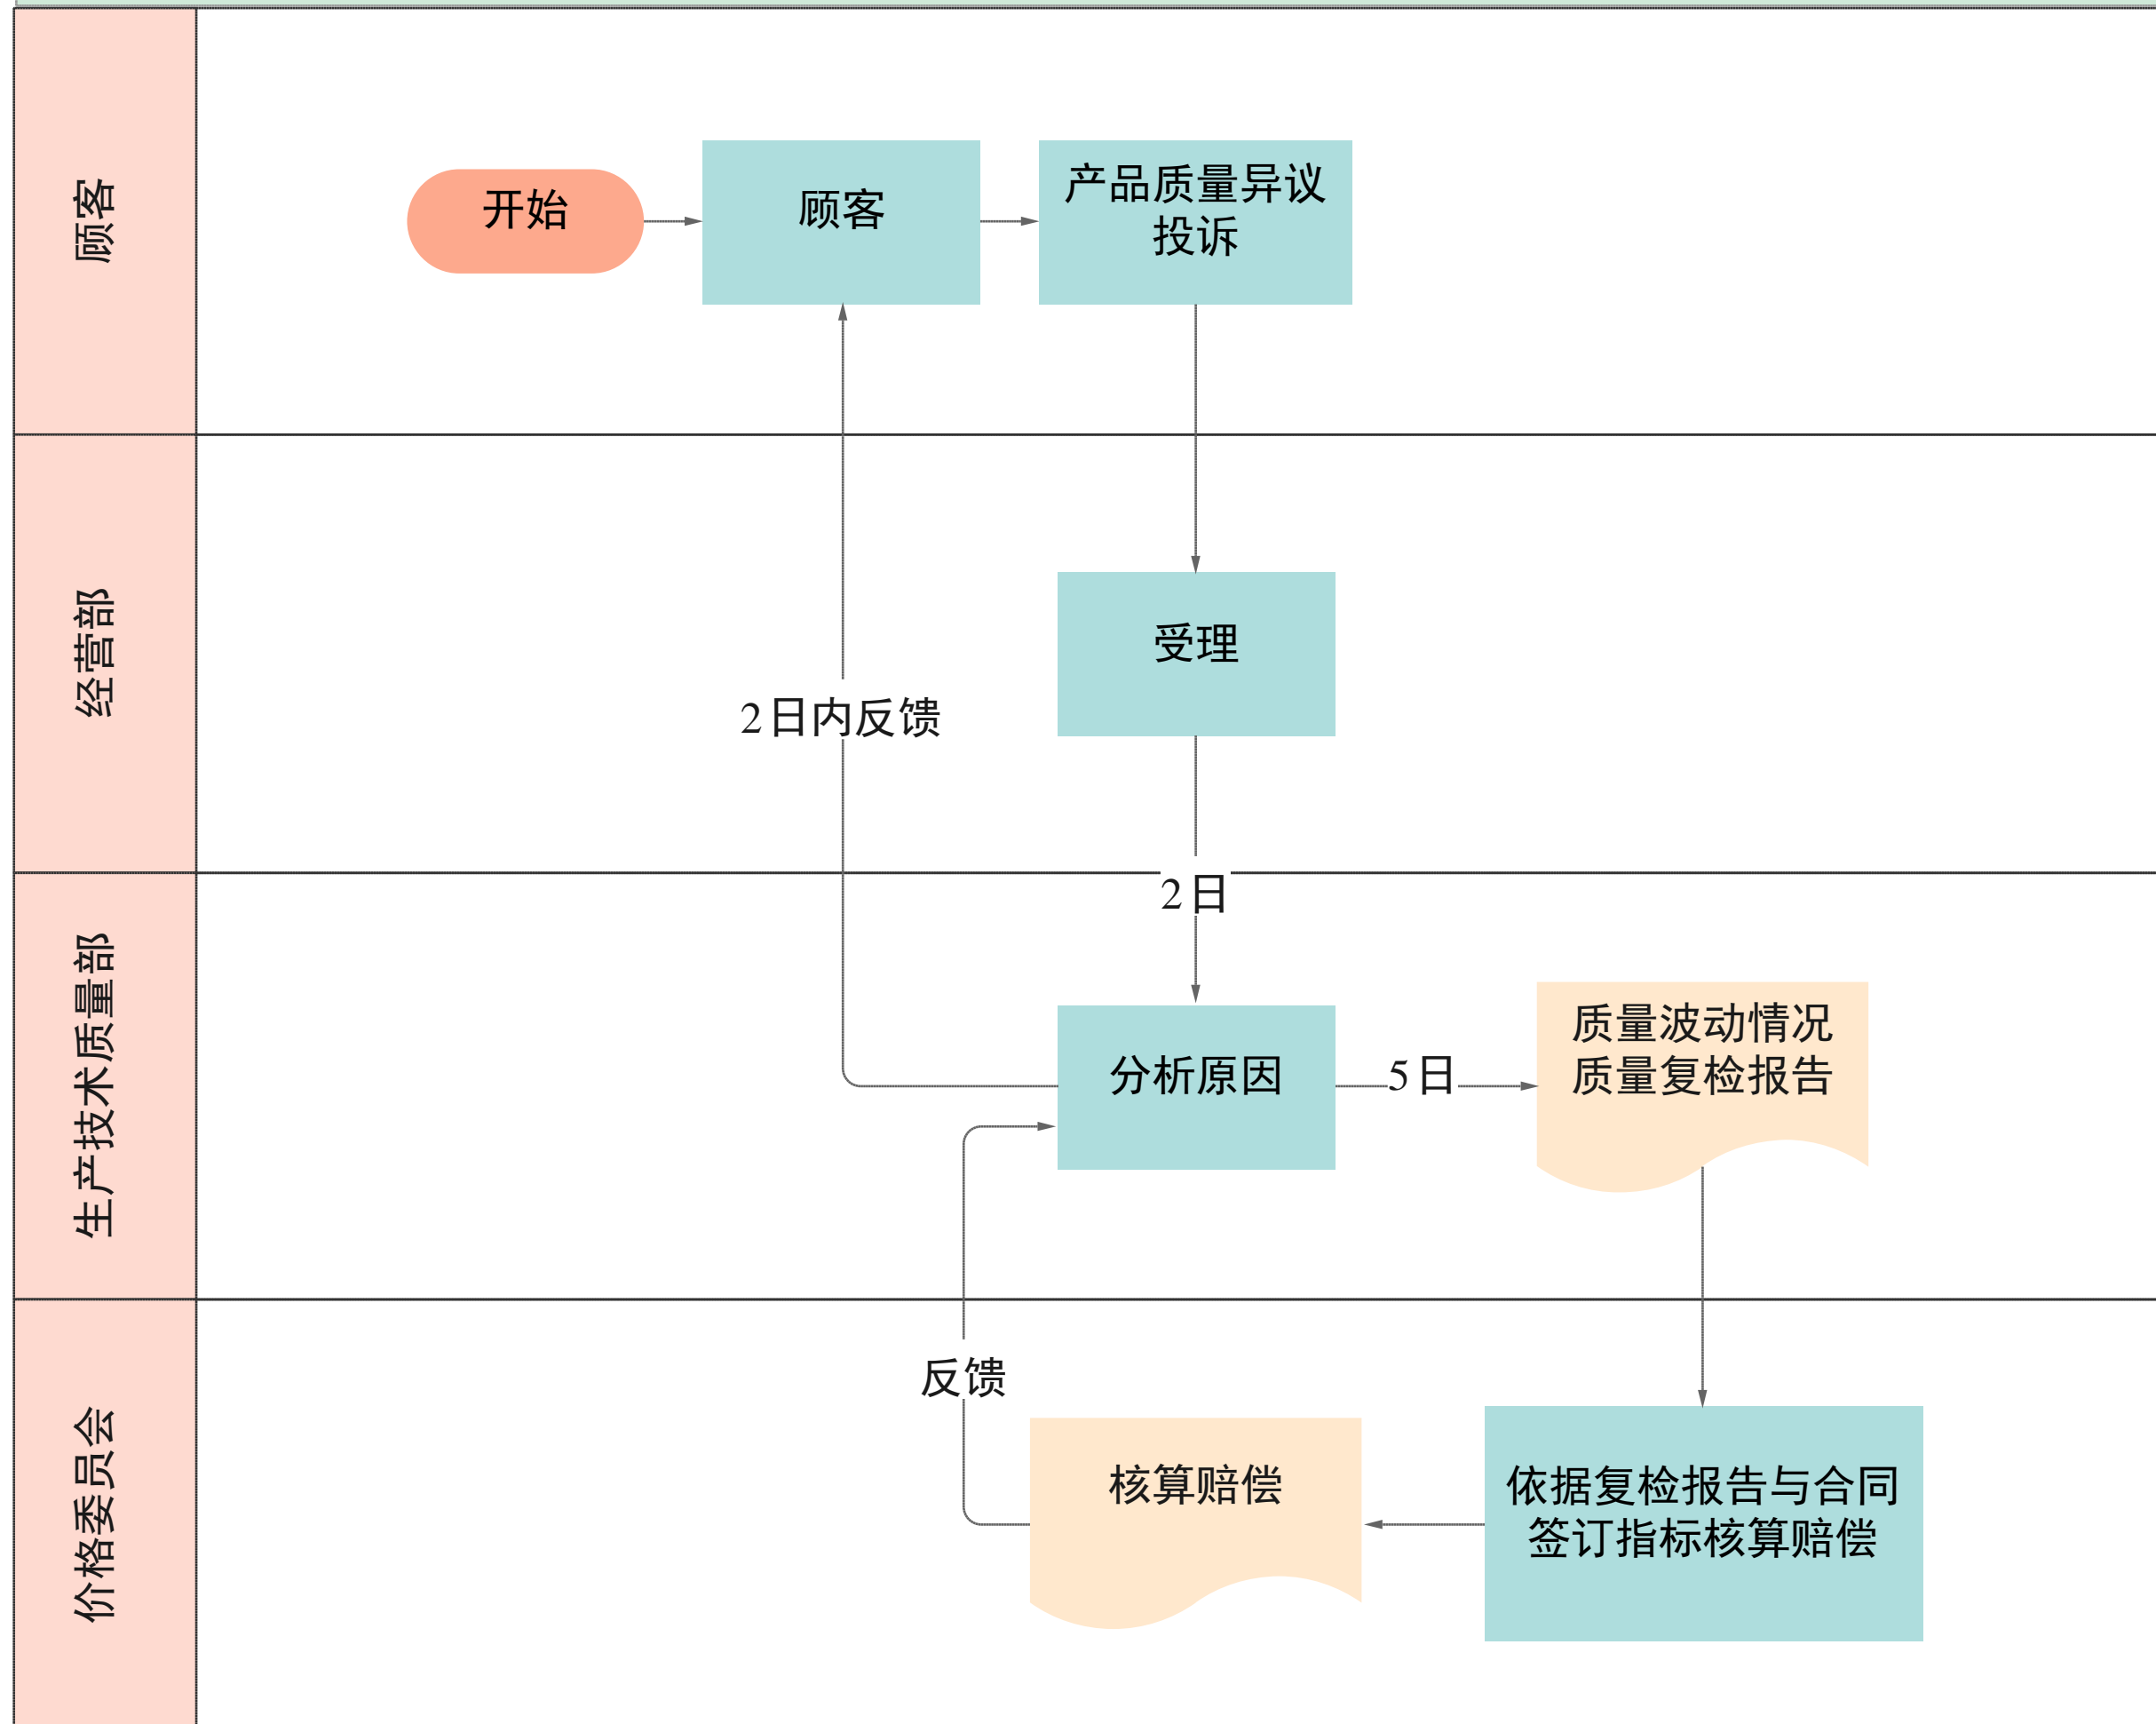 顾客
开始
顾客
产品质量异议
投诉
经营部
受理
2日内反馈
2日
生产技术质量部
分析原因
5日
质量波动情况
质量复检报告
价格委员会
反馈
核算赔偿
依据复检报告与合同
签订指标核算赔偿